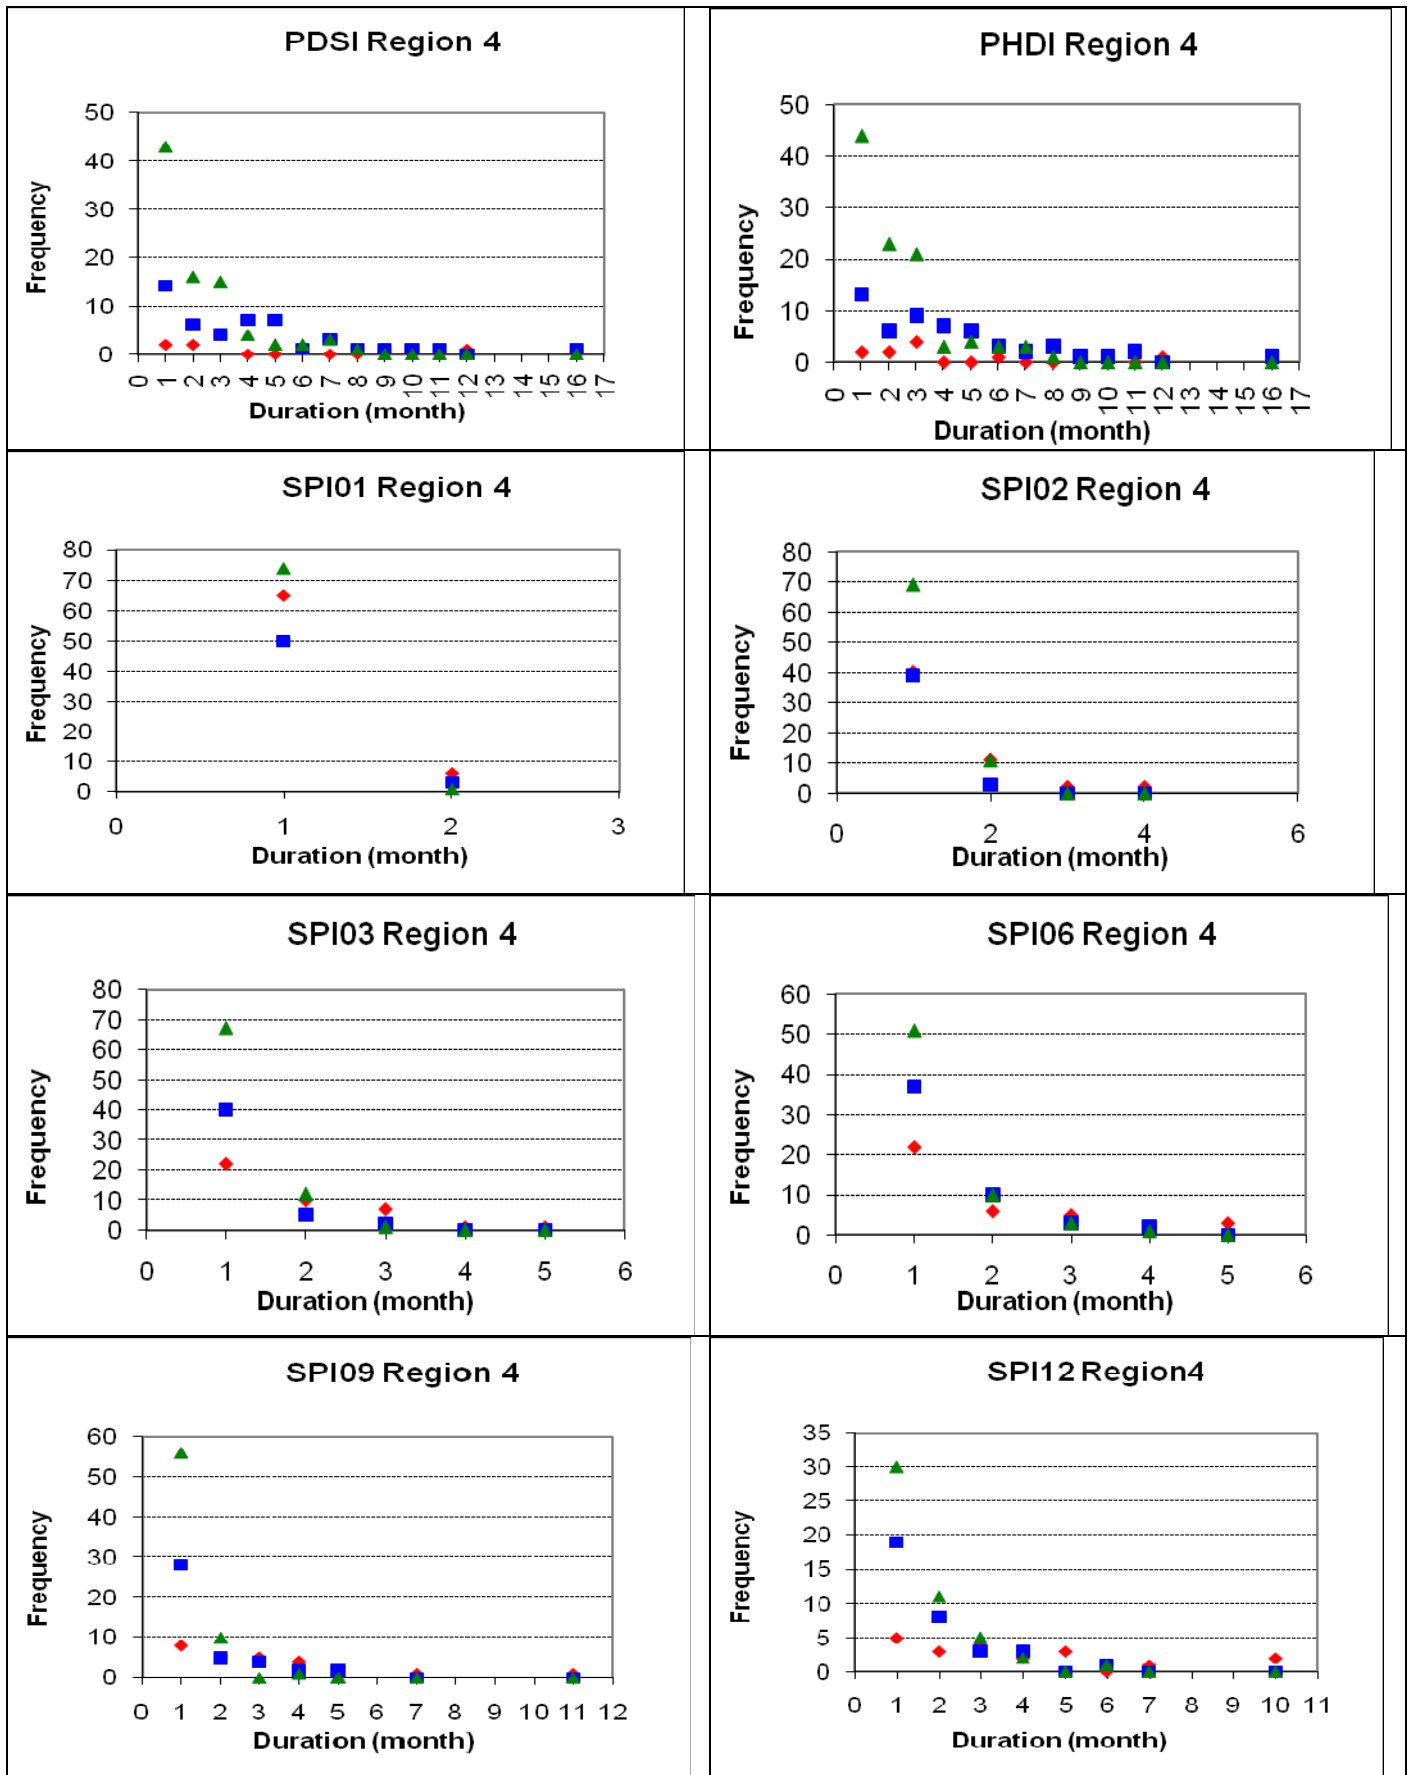 PDSI Region 4
50
40
30
20
10
0
Frequency
0 1 2 3 4 5 6 7 8 9 10 11 12 13 14 15 16 17
Duration (month)
PHDI Region 4
50
40
30
20
10
0
Frequency
0 1 2 3 4 5 6 7 8 9 10 11 12 13 14 15 16 17
Duration (month)
SPI01 Region 4
80
70
60
50
40
30
20
10
0
Frequency
0 1 2 3
Duration (month)
SPI02 Region 4
80
70
60
50
40
30
20
10
0
Frequency
0 2 4 6
Duration (month)
SPI03 Region 4
80
70
60
50
40
30
20
10
0
Frequency
0 1 2 3 4 5 6
Duration (month)
SPI06 Region 4
60
50
40
30
20
10
0
Frequency
0 1 2 3 4 5 6
Duration (month)
SPI09 Region 4
60
50
40
30
20
10
0
Frequency
0 1 2 3 4 5 6 7 8 9 10 11 12
Duration (month)
SPI12 Region4
35
30
25
20
15
10
5
0
Frequency
0 1 2 3 4 5 6 7 8 9 10 11
Duration (month)